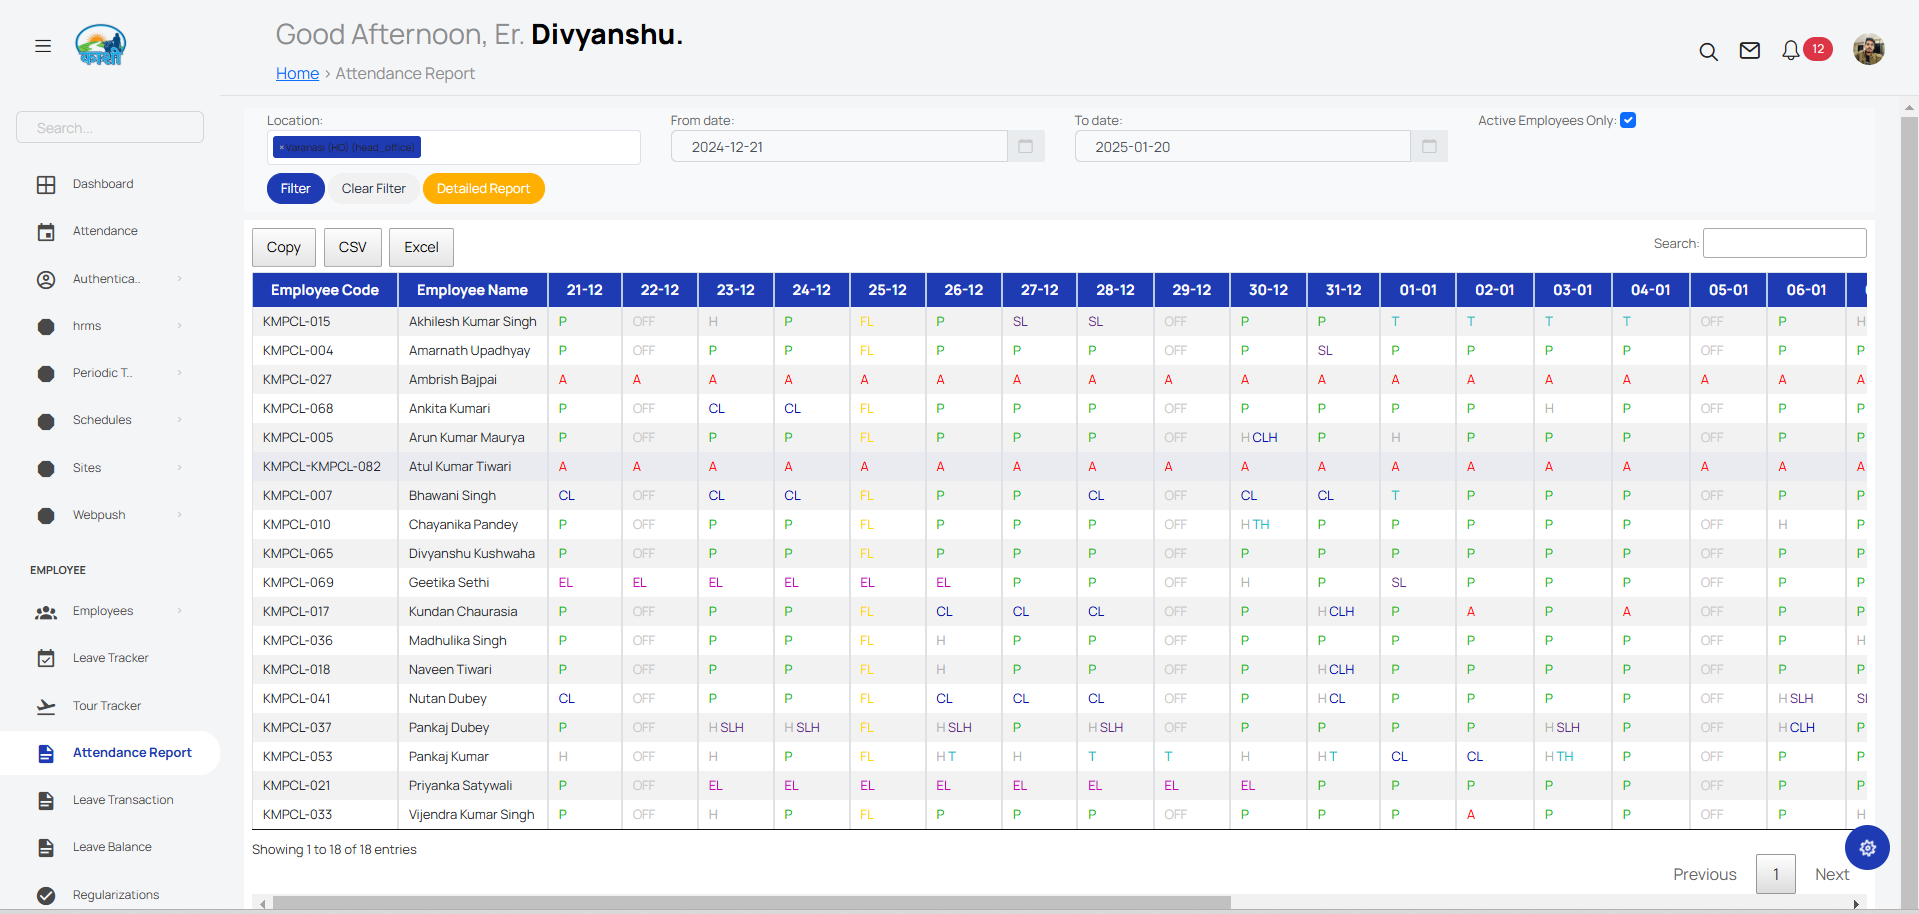 काशी
Good Afternoon, Er. Divyanshu.
Home › Attendance Report
12
Search...
Dashboard
Attendance
Authentica..
hrms
Periodic T..
Schedules
Sites
Webpush
EMPLOYEE
Employees
Leave Tracker
Tour Tracker
Attendance Report
Leave Transaction
Leave Balance
Regularizations
Location: From date: To date: Active Employees Only:
×Varanasi (HO) (head_office) 2024-12-21 2025-01-20
Filter Clear Filter Detailed Report
Copy CSV Excel Search:
Employee Code Employee Name 21-12 22-12 23-12 24-12 25-12 26-12 27-12 28-12 29-12 30-12 31-12 01-01 02-01 03-01 04-01 05-01 06-01
KMPCL-015 Akhilesh Kumar Singh P OFF H P FL P SL SL OFF P P T T T T OFF P H
KMPCL-004 Amarnath Upadhyay P OFF P P FL P P P OFF P SL P P P P OFF P P
KMPCL-027 Ambrish Bajpai A A A A A A A A A A A A A A A A A A
KMPCL-068 Ankita Kumari P OFF CL CL FL P P P OFF P P P P H P OFF P P
KMPCL-005 Arun Kumar Maurya P OFF P P FL P P P OFF H CLH P H P P P OFF P P
KMPCL-KMPCL-082 Atul Kumar Tiwari A A A A A A A A A A A A A A A A A A
KMPCL-007 Bhawani Singh CL OFF CL CL FL P P CL OFF CL CL T P P P OFF P P
KMPCL-010 Chayanika Pandey P OFF P P FL P P P OFF H TH P P P P P OFF H P
KMPCL-065 Divyanshu Kushwaha P OFF P P FL P P P OFF P P P P P P OFF P P
KMPCL-069 Geetika Sethi EL EL EL EL EL EL P P OFF H P SL P P P OFF P P
KMPCL-017 Kundan Chaurasia P OFF P P FL CL CL CL OFF P H CLH P A P A OFF P P
KMPCL-036 Madhulika Singh P OFF P P FL H P P OFF P P P P P P OFF P H
KMPCL-018 Naveen Tiwari P OFF P P FL H P P OFF P H CLH P P P P OFF P P
KMPCL-041 Nutan Dubey CL OFF P P FL CL CL CL OFF P H CL P P P P OFF H SLH
KMPCL-037 Pankaj Dubey P OFF H SLH H SLH FL H SLH P H SLH OFF P P P P H SLH P OFF H CLH P
KMPCL-053 Pankaj Kumar H OFF H P FL H T H T T H H T CL CL H TH P OFF P P
KMPCL-021 Priyanka Satywali P OFF EL EL EL EL EL EL EL EL P P P P P OFF P P
KMPCL-033 Vijendra Kumar Singh P OFF H P FL P P P OFF P P P A P P OFF P H
Showing 1 to 18 of 18 entries
Previous 1 Next